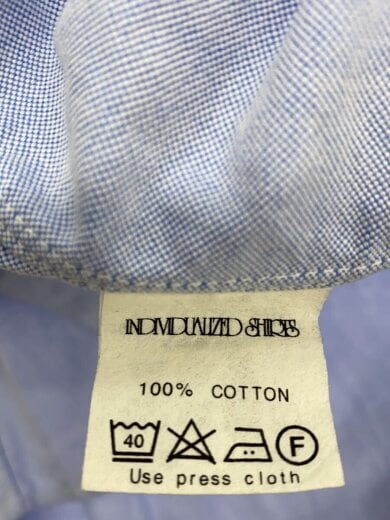 INDIVIDUALIZED SHIRTS
100% COTTON
40 F
Use press cloth